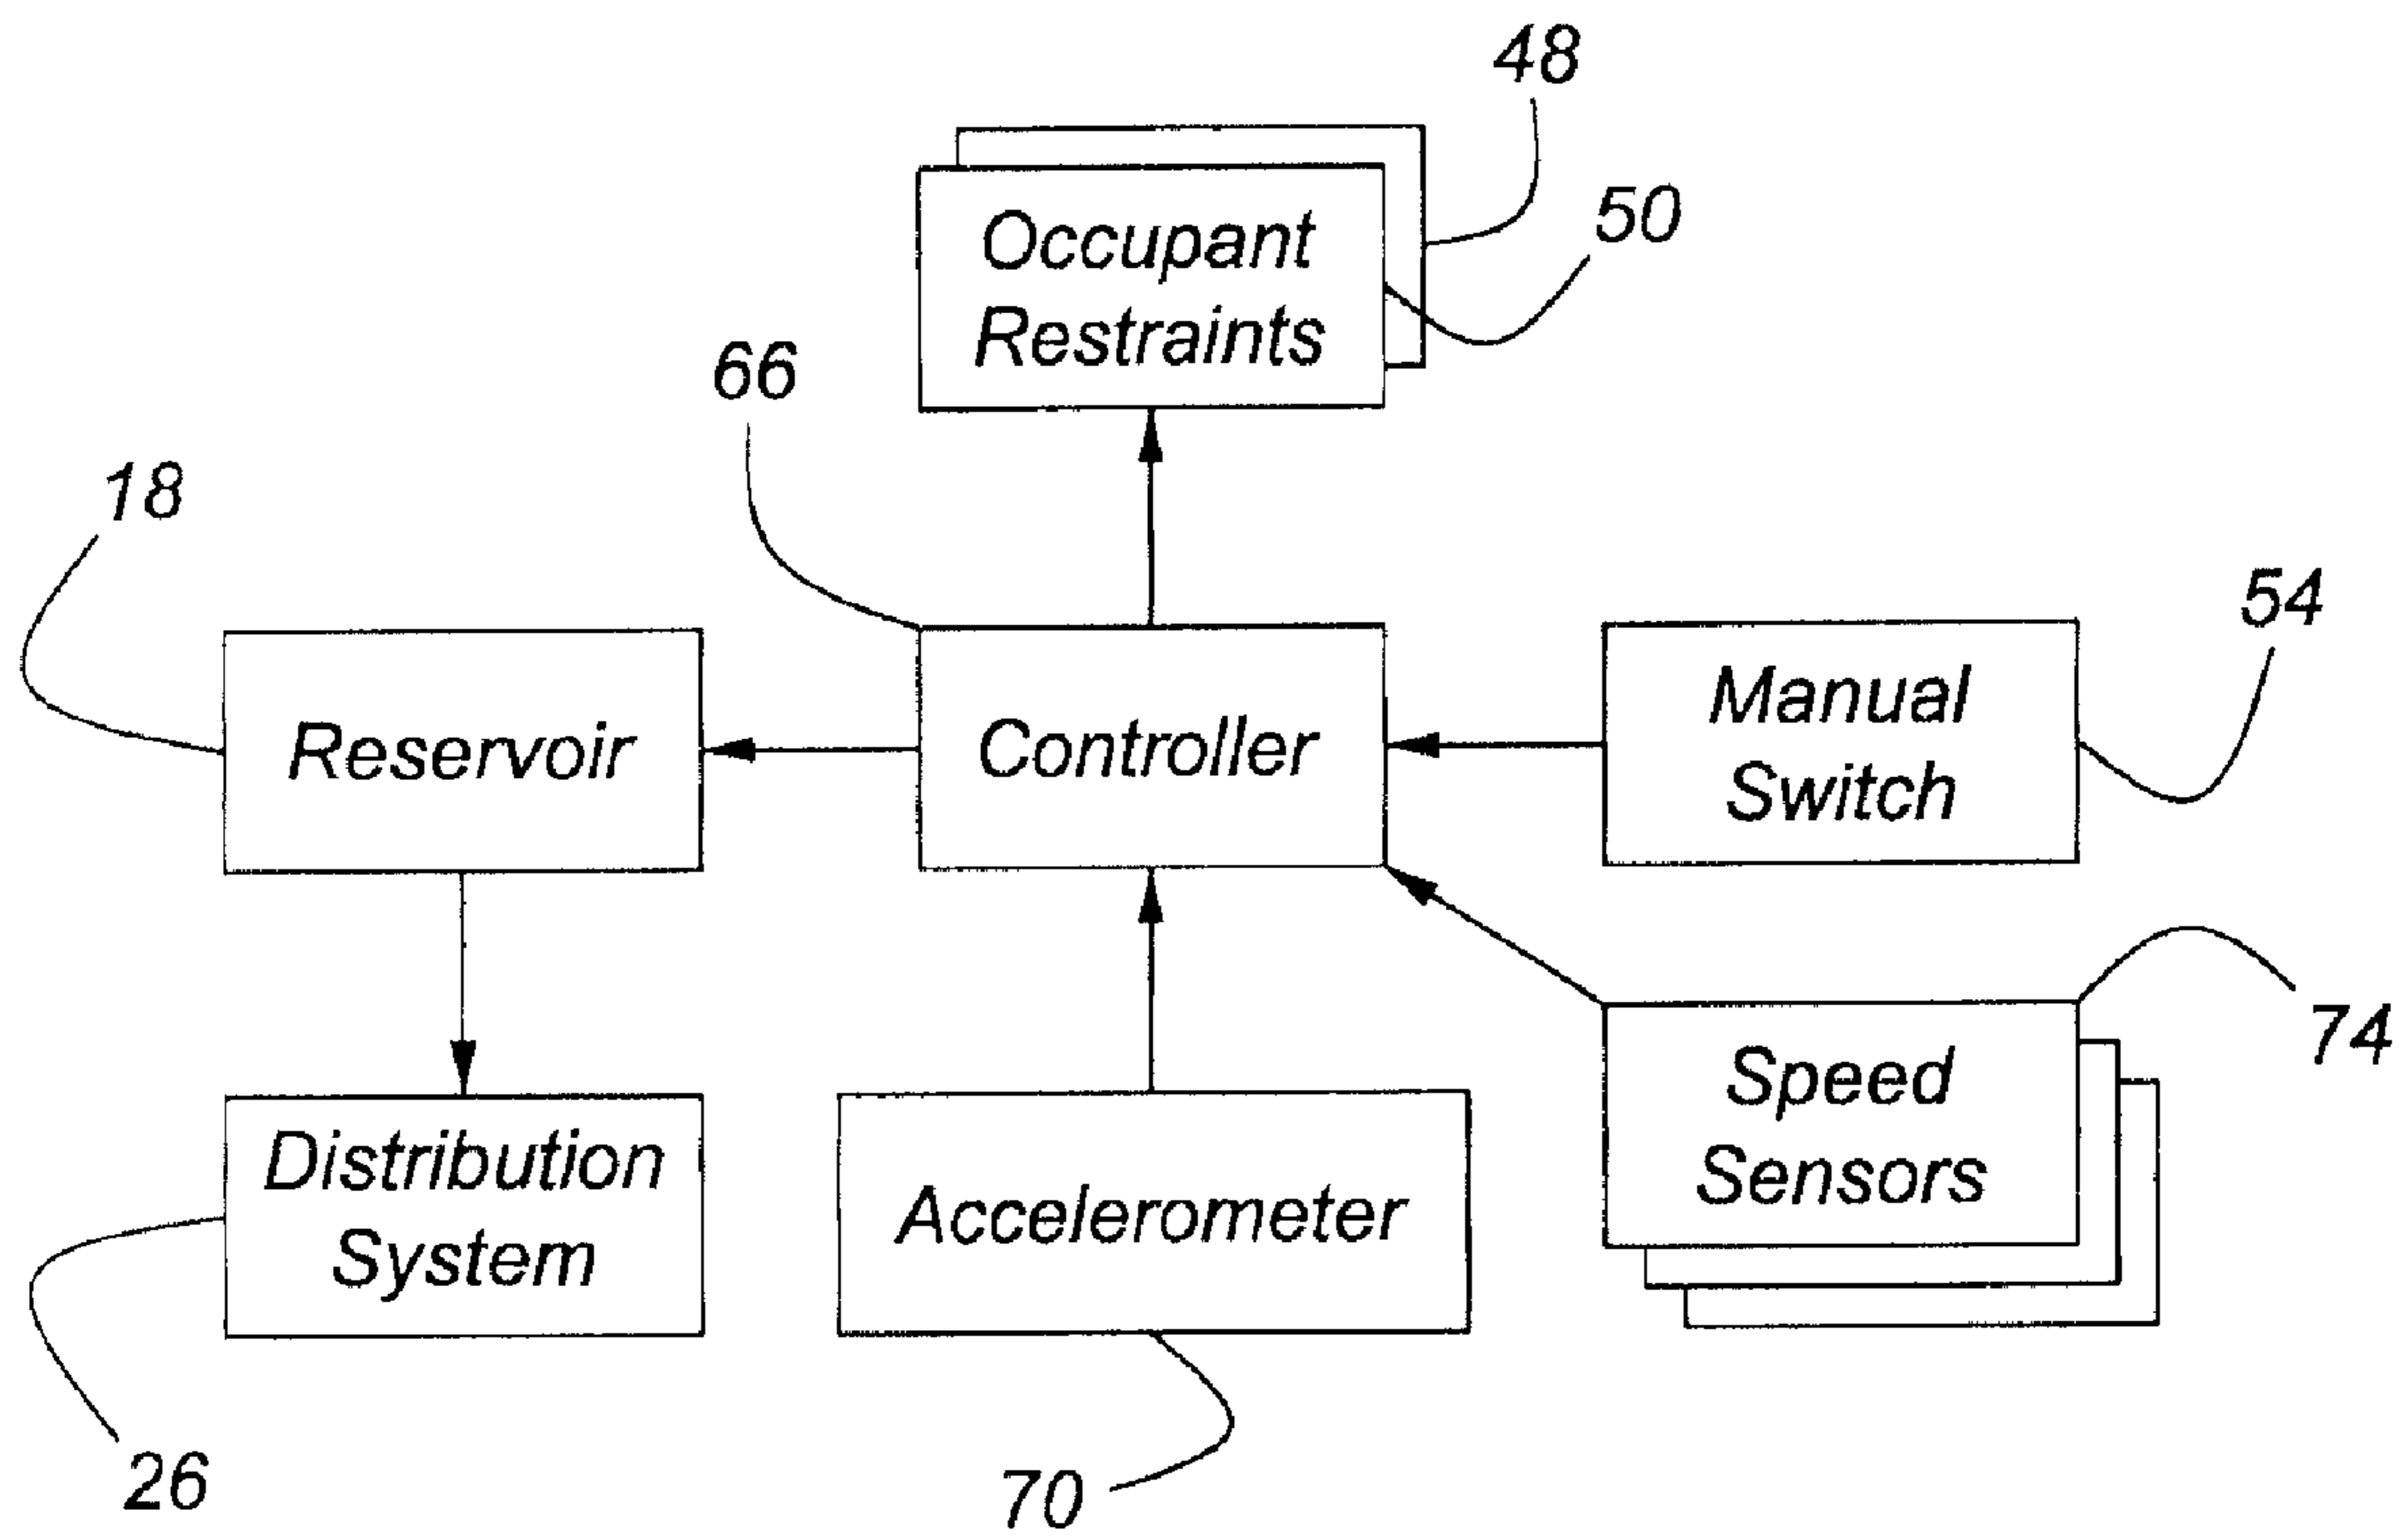 48
50
Occupant
Restraints
66
18
54
Reservoir
Controller
Manual
Switch
74
Distribution
System
Accelerometer
Speed
Sensors
26
70